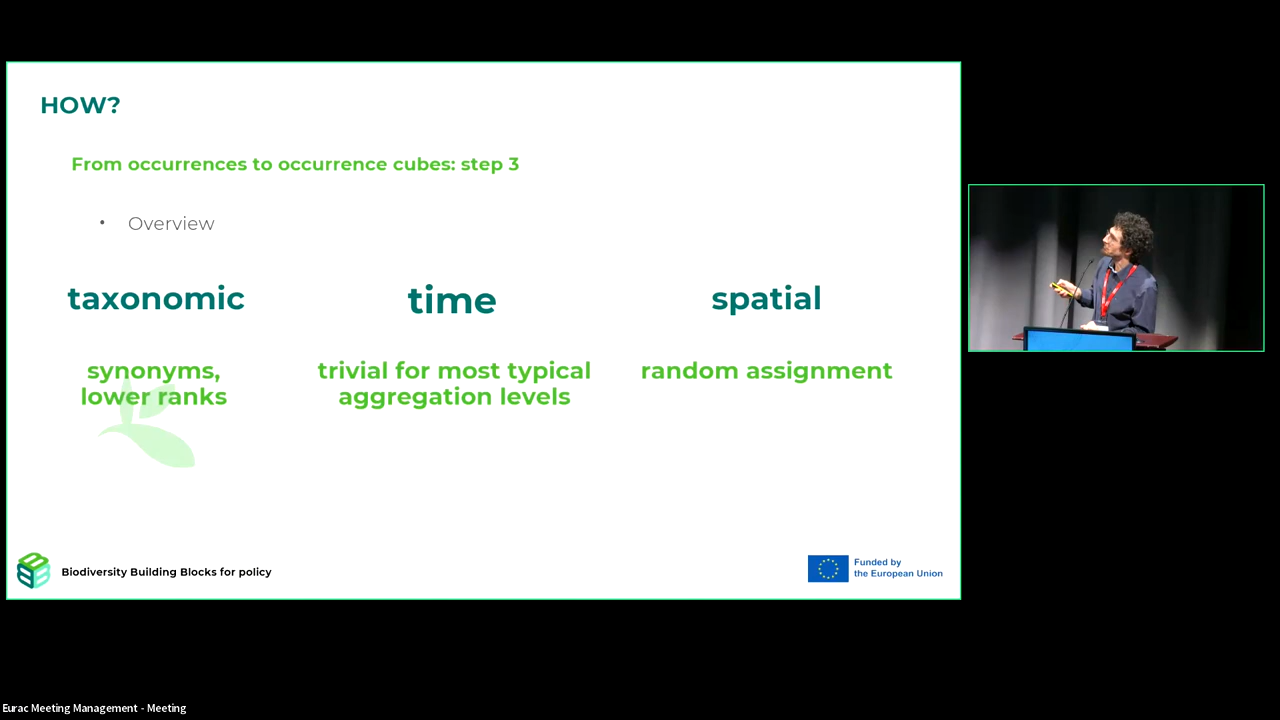 HOW?
From occurrences to occurrence cubes: step 3
• Overview
taxonomic
time
spatial
synonyms,
lower ranks
trivial for most typical
aggregation levels
random assignment
Biodiversity Building Blocks for policy
Funded by
the European Union
Eurac Meeting Management - Meeting